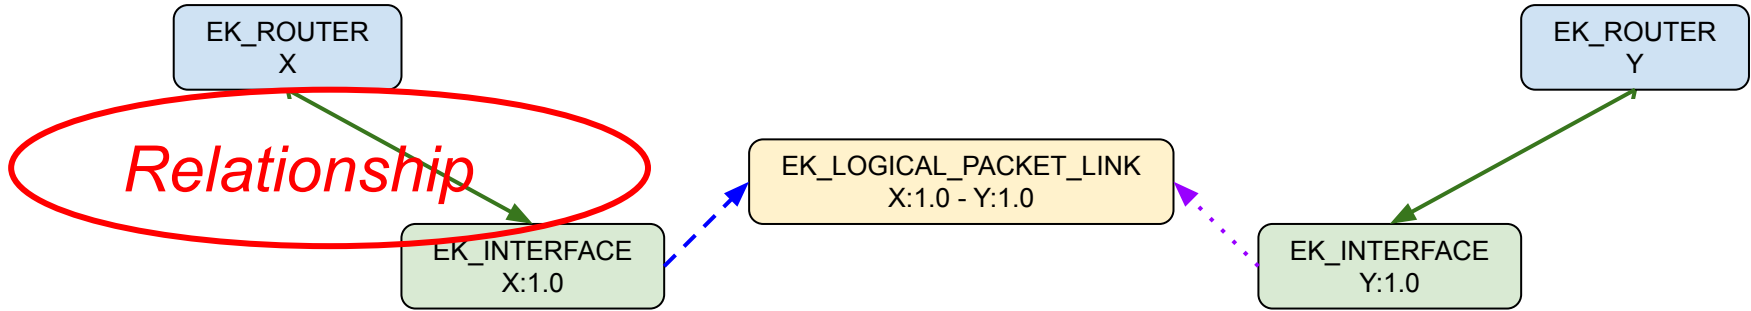 EK_ROUTER
X
EK_ROUTER
Y
Relationship
EK_LOGICAL_PACKET_LINK
X:1.0 - Y:1.0
EK_INTERFACE
X:1.0
EK_INTERFACE
Y:1.0